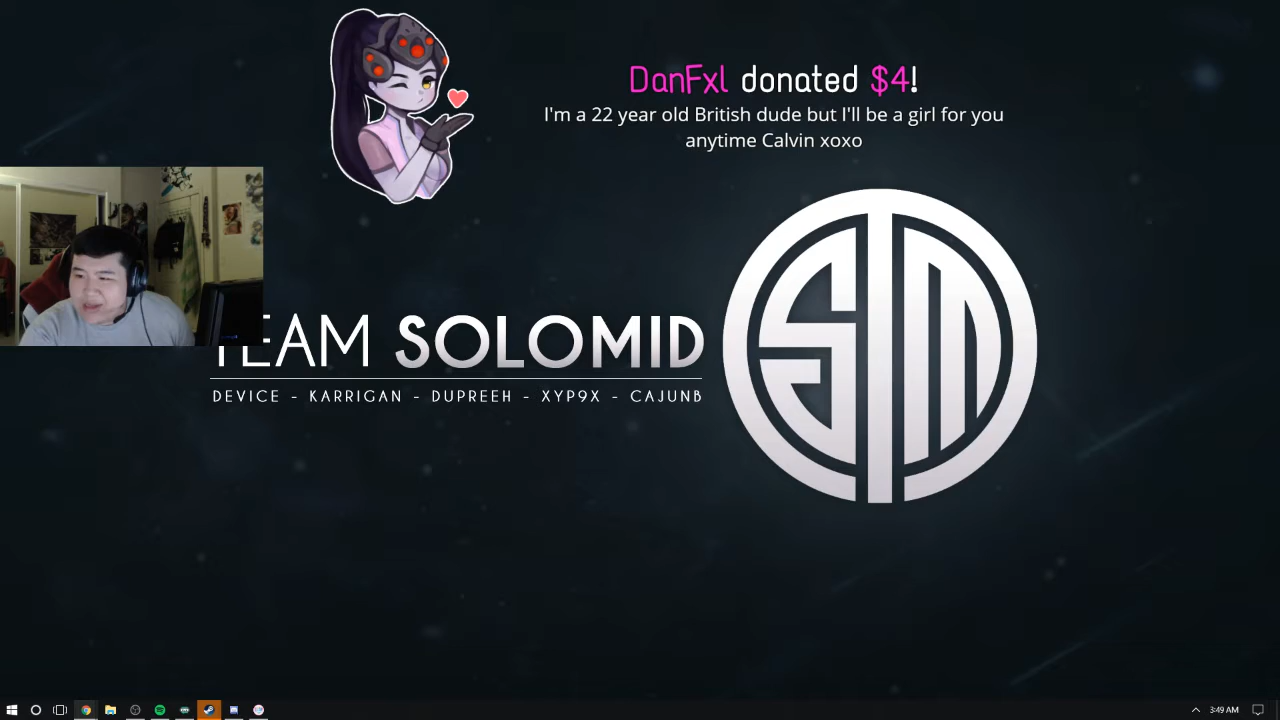 DanFxl donated $4!
I'm a 22 year old British dude but I'll be a girl for you
anytime Calvin xoxo
TEAM SOLOMID
DEVICE - KARRIGAN - DUPREEH - XYP9X - CAJUNB
TSM
3:49 AM